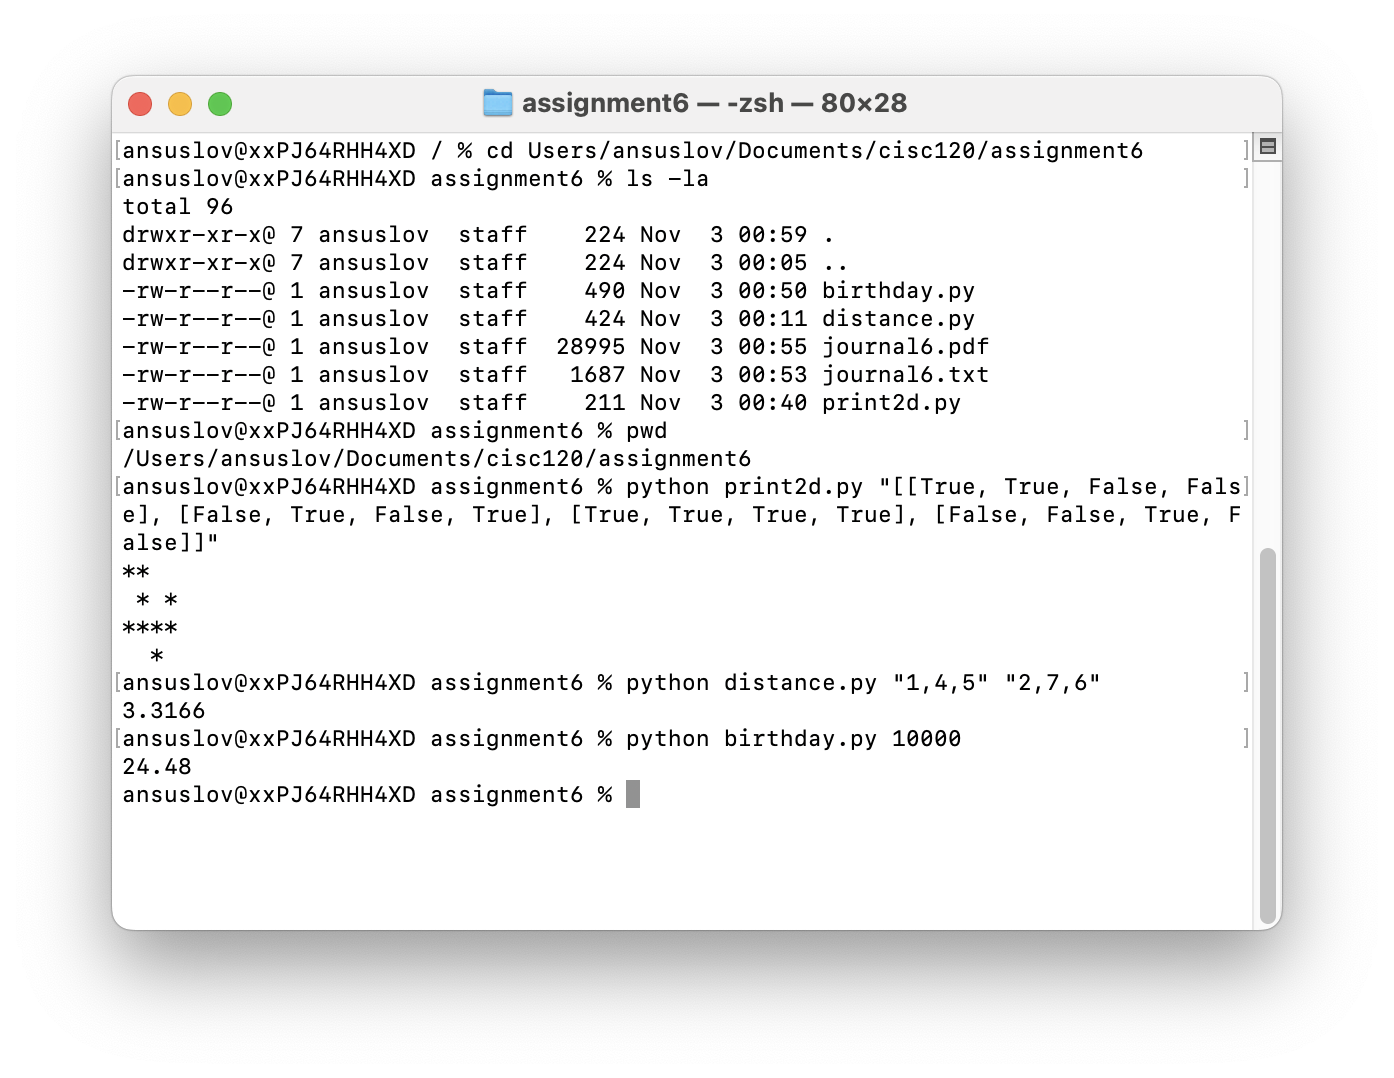 assignment6 — -zsh — 80×28
[ansuslov@xxPJ64RHH4XD / % cd Users/ansuslov/Documents/cisc120/assignment6 ]
[ansuslov@xxPJ64RHH4XD assignment6 % ls -la ]
total 96
drwxr-xr-x@ 7 ansuslov  staff    224 Nov  3 00:59 .
drwxr-xr-x@ 7 ansuslov  staff    224 Nov  3 00:05 ..
-rw-r--r--@ 1 ansuslov  staff    490 Nov  3 00:50 birthday.py
-rw-r--r--@ 1 ansuslov  staff    424 Nov  3 00:11 distance.py
-rw-r--r--@ 1 ansuslov  staff  28995 Nov  3 00:55 journal6.pdf
-rw-r--r--@ 1 ansuslov  staff   1687 Nov  3 00:53 journal6.txt
-rw-r--r--@ 1 ansuslov  staff    211 Nov  3 00:40 print2d.py
[ansuslov@xxPJ64RHH4XD assignment6 % pwd ]
/Users/ansuslov/Documents/cisc120/assignment6
[ansuslov@xxPJ64RHH4XD assignment6 % python print2d.py "[[True, True, False, Fals]
e], [False, True, False, True], [True, True, True, True], [False, False, True, F
alse]]"
**
 * *
****
  *
[ansuslov@xxPJ64RHH4XD assignment6 % python distance.py "1,4,5" "2,7,6" ]
3.3166
[ansuslov@xxPJ64RHH4XD assignment6 % python birthday.py 10000 ]
24.48
ansuslov@xxPJ64RHH4XD assignment6 %